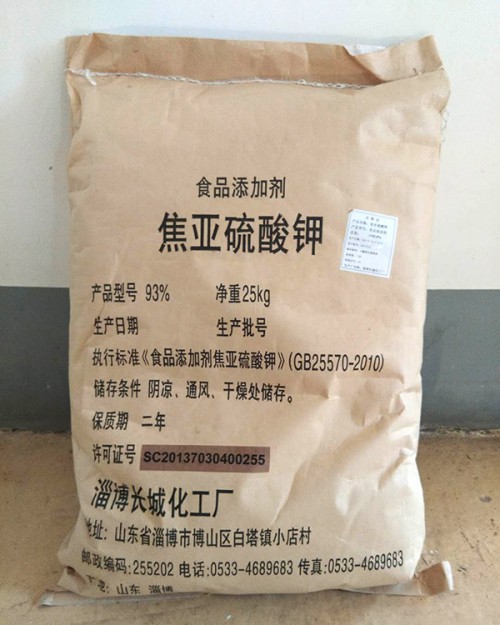 食品添加剂
焦亚硫酸钾
产品型号 93% 净重25kg
生产日期 生产批号
执行标准《食品添加剂焦亚硫酸钾》(GB25570-2010)
储存条件 阴凉、通风、干燥处储存。
保质期 二年
许可证号 SC20137030400255
淄博长城化工厂
地址：山东省淄博市博山区白塔镇小店村
邮政编码：255202 电话：0533-4689683 传真：0533-4689683
山东 淄博